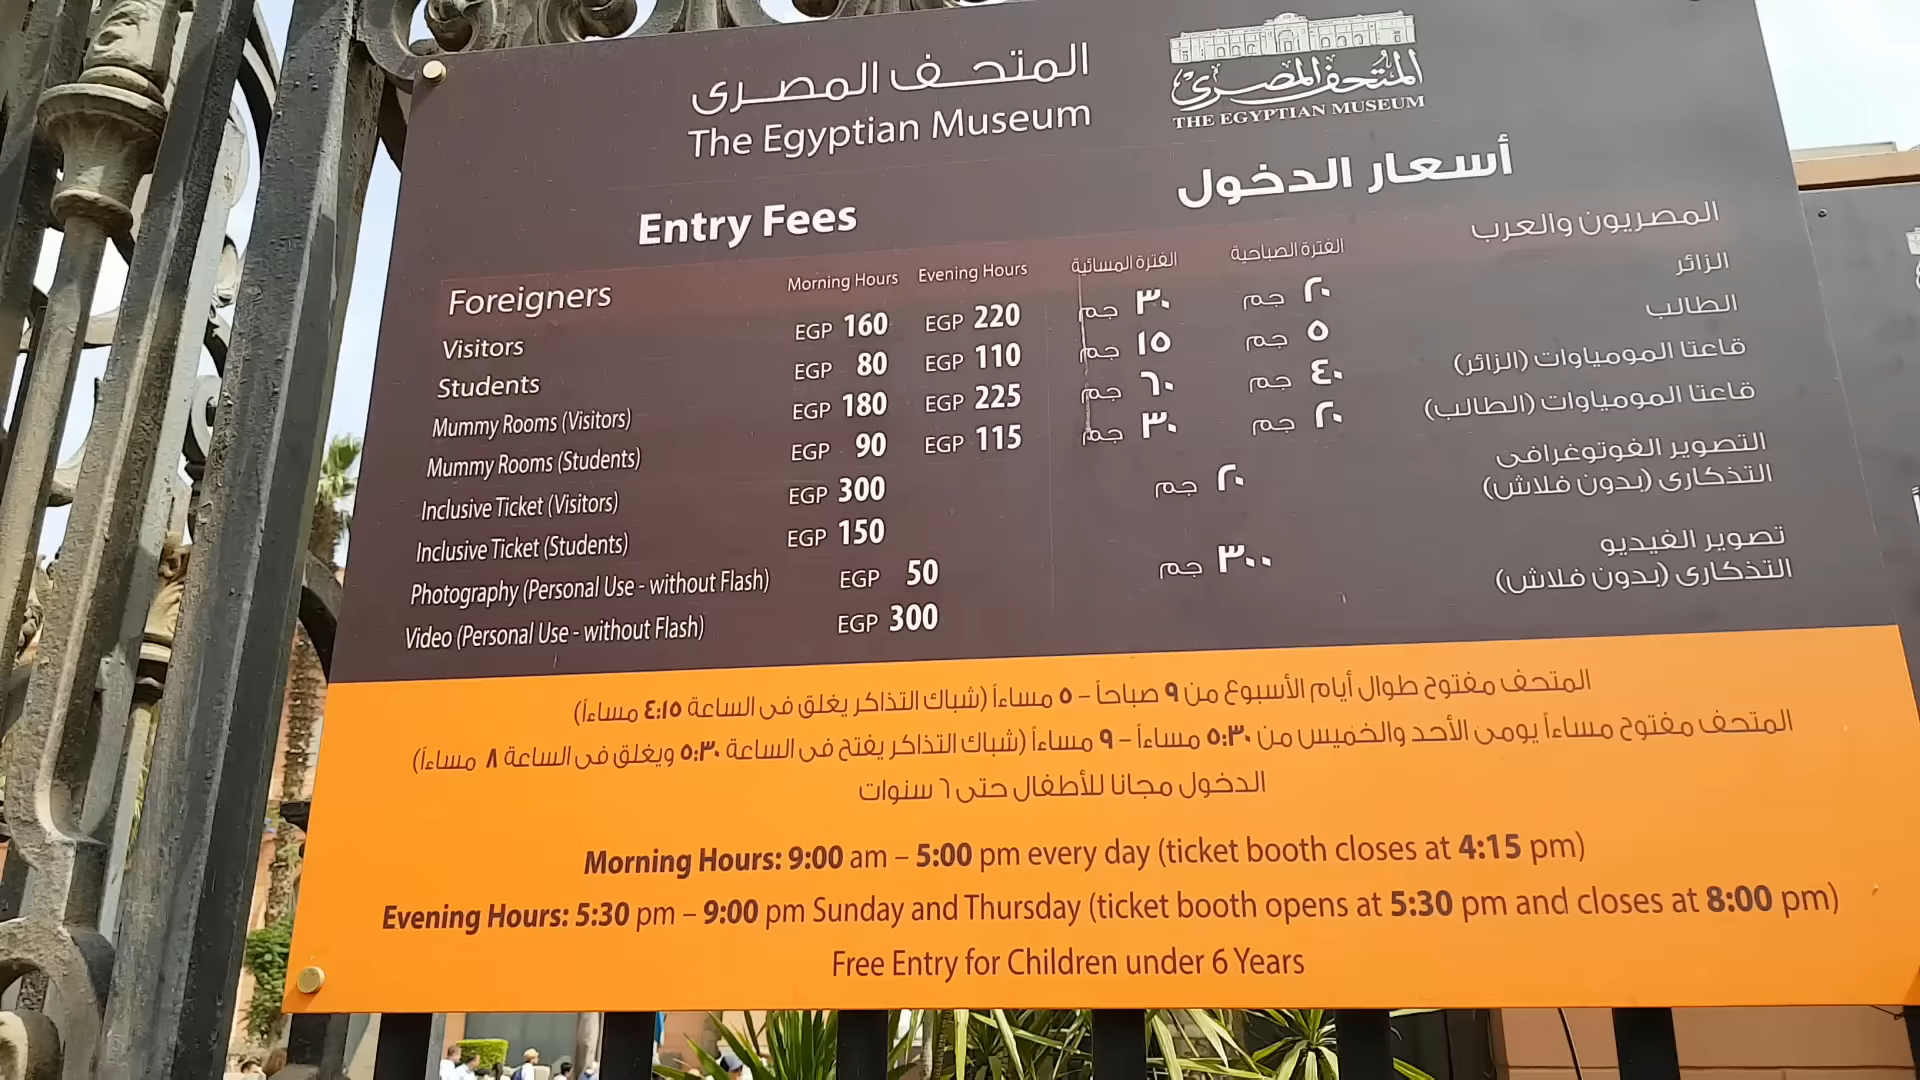 المتحف المصرى
The Egyptian Museum
المتحف المصرى
THE EGYPTIAN MUSEUM
Entry Fees
أسعار الدخول
Foreigners Morning Hours Evening Hours
Visitors EGP 160 EGP 220
Students EGP 80 EGP 110
Mummy Rooms (Visitors) EGP 180 EGP 225
Mummy Rooms (Students) EGP 90 EGP 115
Inclusive Ticket (Visitors) EGP 300
Inclusive Ticket (Students) EGP 150
Photography (Personal Use - without Flash) EGP 50
Video (Personal Use - without Flash) EGP 300
المصريون والعرب الفترة الصباحية الفترة المسائية
الزائر ٢٠ جم ٣٠ جم
الطالب ٥ جم ١٥ جم
قاعتا المومياوات (الزائر) ٤٠ جم ٦٠ جم
قاعتا المومياوات (الطالب) ٢٠ جم ٣٠ جم
التصوير الفوتوغرافى
التذكارى (بدون فلاش) ٢٠ جم
تصوير الفيديو
التذكارى (بدون فلاش) ٣٠٠ جم
المتحف مفتوح طوال أيام الأسبوع من ٩ صباحاً – ٥ مساءاً (شباك التذاكر يغلق فى الساعة ٤:١٥ مساءاً)
المتحف مفتوح مساءاً يومى الأحد والخميس من ٥:٣٠ مساءاً – ٩ مساءاً (شباك التذاكر يفتح فى الساعة ٥:٣٠ ويغلق فى الساعة ٨ مساءاً)
الدخول مجانا للأطفال حتى ٦ سنوات
Morning Hours: 9:00 am – 5:00 pm every day (ticket booth closes at 4:15 pm)
Evening Hours: 5:30 pm – 9:00 pm Sunday and Thursday (ticket booth opens at 5:30 pm and closes at 8:00 pm)
Free Entry for Children under 6 Years